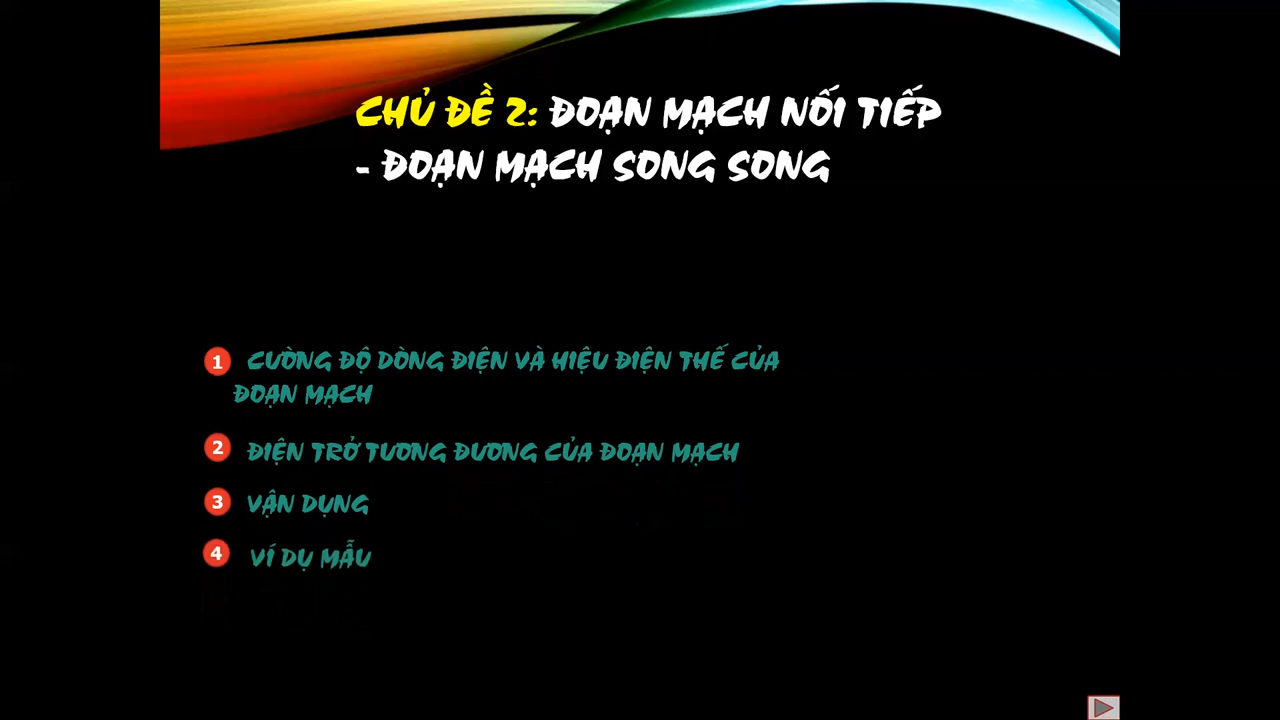 CHỦ ĐỀ 2: ĐOẠN MẠCH NỐI TIẾP
- ĐOẠN MẠCH SONG SONG
1 CƯỜNG ĐỘ DÒNG ĐIỆN VÀ HIỆU ĐIỆN THẾ CỦA
ĐOẠN MẠCH
2 ĐIỆN TRỞ TƯƠNG ĐƯƠNG CỦA ĐOẠN MẠCH
3 VẬN DỤNG
4 VÍ DỤ MẪU